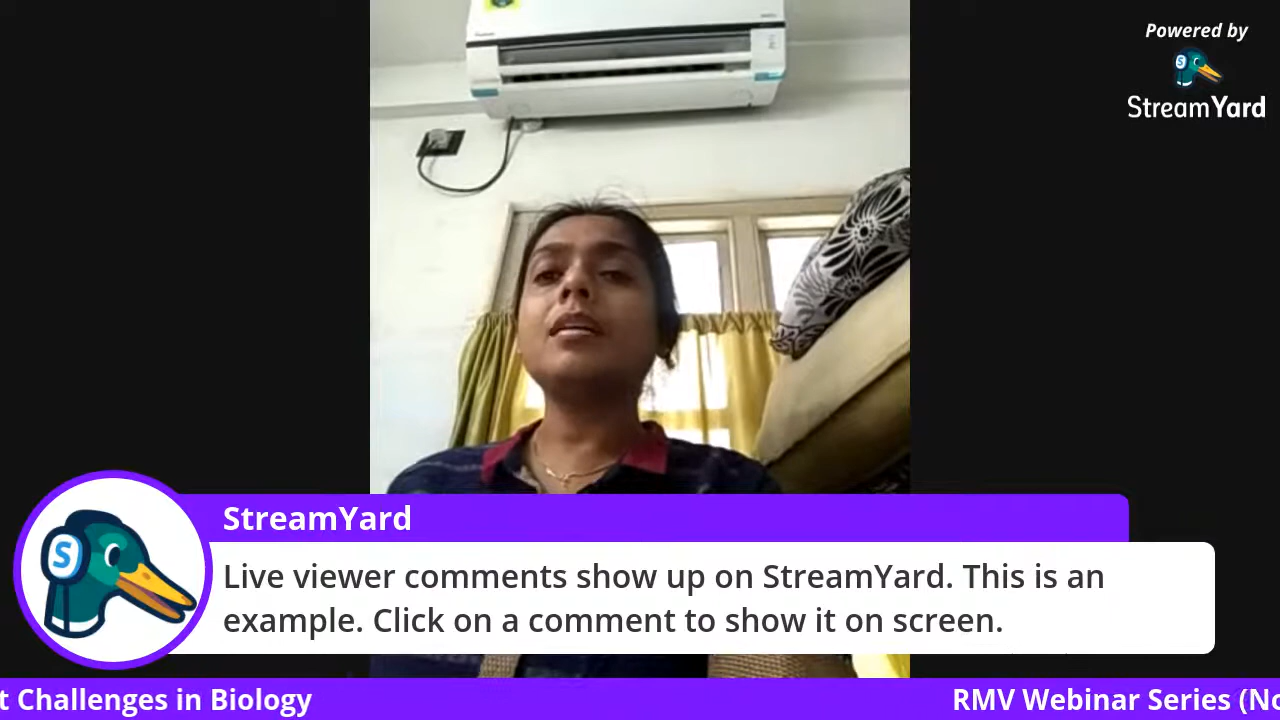 Powered by
StreamYard
S
StreamYard
Live viewer comments show up on StreamYard. This is an
example. Click on a comment to show it on screen.
t Challenges in Biology
RMV Webinar Series (No